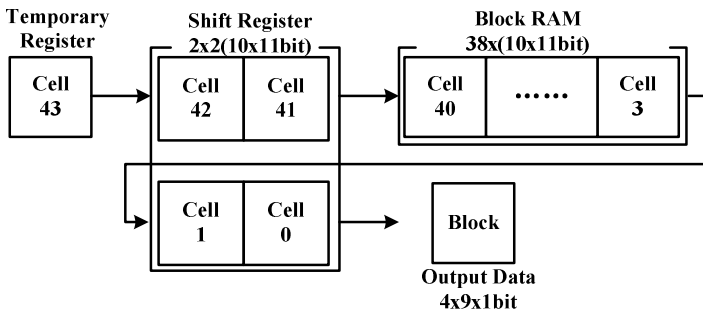 Temporary
Register
Shift Register
2x2(10x11bit)
Block RAM
38x(10x11bit)
Cell
43
Cell
42
Cell
41
Cell
40
······
Cell
3
Cell
1
Cell
0
Block
Output Data
4x9x1bit